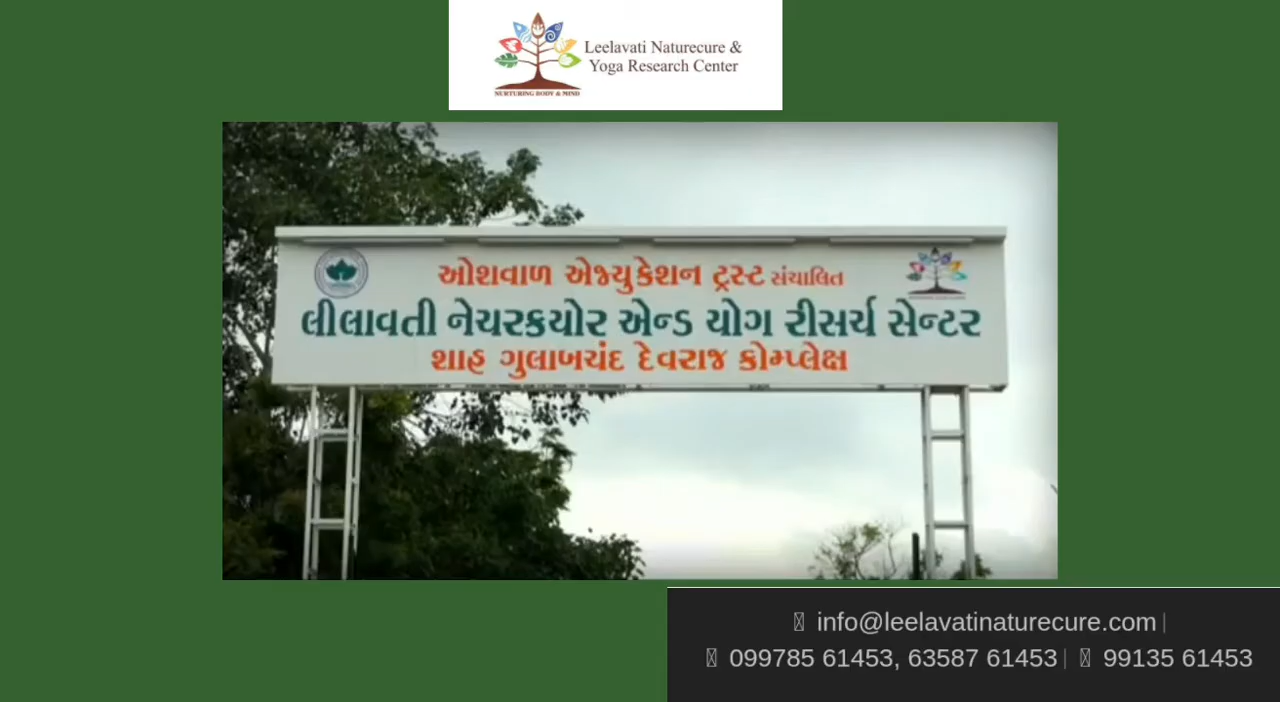 Leelavati Naturecure &
Yoga Research Center
NURTURING BODY & MIND
ઓશવાળ એજ્યુકેશન ટ્રસ્ટ સંચાલિત
લીલાવતી નેચરક્યોર એન્ડ યોગ રીસર્ચ સેન્ટર
શાહ ગુલાબચંદ દેવરાજ કોમ્પ્લેક્ષ
info@leelavatinaturecure.com |
099785 61453, 63587 61453 | 99135 61453